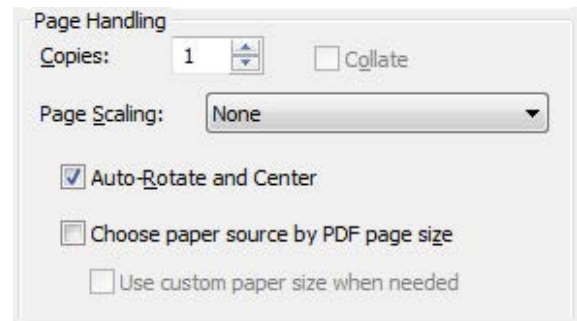 Page Handling
Copies: 1 Collate
Page Scaling: None
Auto-Rotate and Center
Choose paper source by PDF page size
Use custom paper size when needed